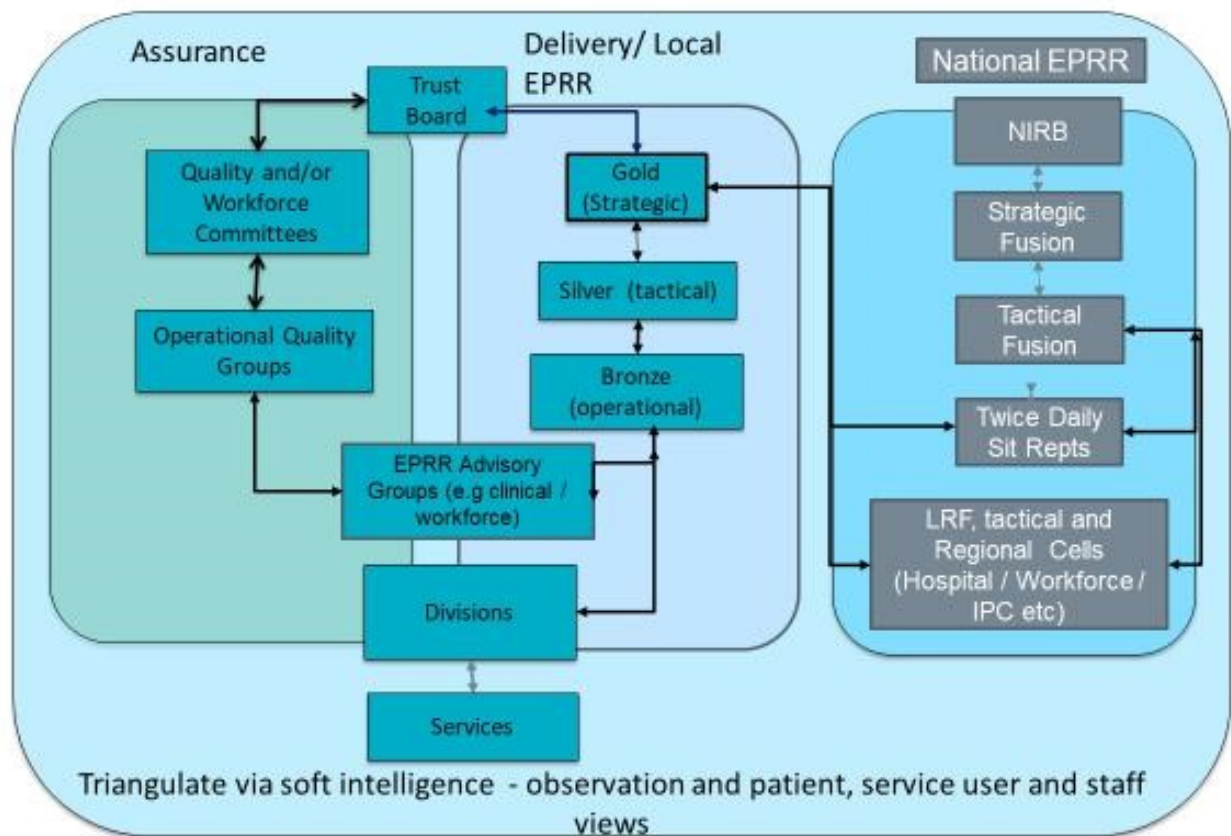 Assurance
Delivery/ Local
EPRR
National EPRR
Trust
Board
Quality and/or
Workforce
Committees
Operational Quality
Groups
Gold
(Strategic)
Silver (tactical)
Bronze
(operational)
EPRR Advisory
Groups (e.g clinical /
workforce)
Divisions
Services
NIRB
Strategic
Fusion
Tactical
Fusion
Twice Daily
Sit Repts
LRF, tactical and
Regional Cells
(Hospital / Workforce /
IPC etc)
Triangulate via soft intelligence - observation and patient, service user and staff
views